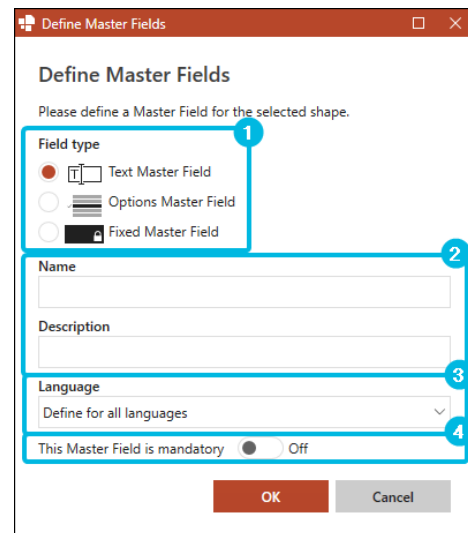 Define Master Fields
Define Master Fields
Please define a Master Field for the selected shape.
1
Field type
T Text Master Field
Options Master Field
Fixed Master Field
2
Name
Description
3
Language
Define for all languages
4
This Master Field is mandatory Off
OK Cancel